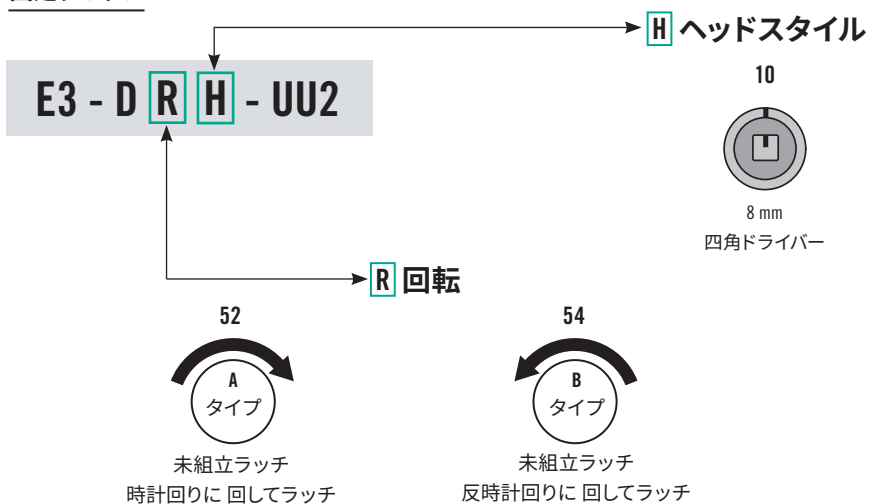 H ヘッドスタイル
E3 - D R H - UU2
10
8 mm
四角ドライバー
R 回転
52
54
A
タイプ
B
タイプ
未組立ラッチ
時計回りに 回してラッチ
未組立ラッチ
反時計回りに 回してラッチ